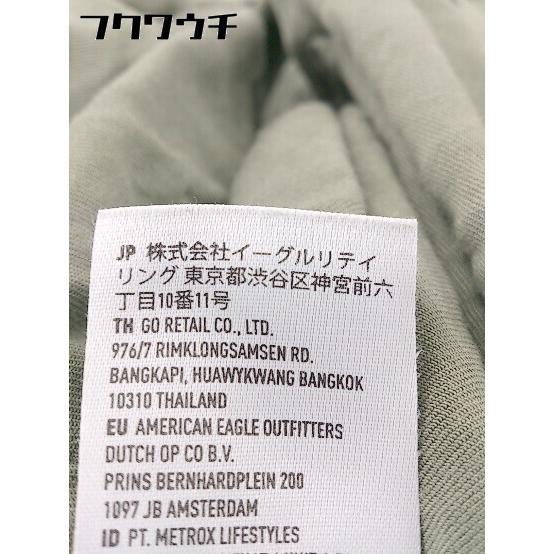 フクワウチ
JP 株式会社イーグルリテイ
リング 東京都渋谷区神宮前六
丁目10番11号
TH GO RETAIL CO., LTD.
976/7 RIMKLONGSAMSEN RD.
BANGKAPI, HUAWYKWANG BANGKOK
10310 THAILAND
EU AMERICAN EAGLE OUTFITTERS
DUTCH OP CO B.V.
PRINS BERNHARDPLEIN 200
1097 JB AMSTERDAM
ID PT. METROX LIFESTYLES